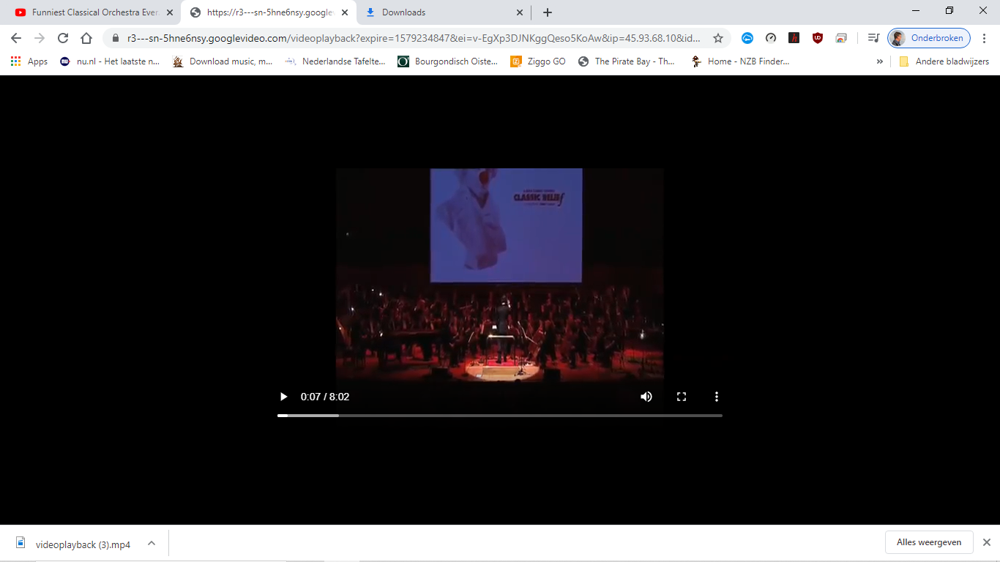 Funniest Classical Orchestra Ever
https://r3---sn-5hne6nsy.googlev
Downloads
r3---sn-5hne6nsy.googlevideo.com/videoplayback?expire=1579234847&ei=v-EgXp3DJNKggQeso5KoAw&ip=45.93.68.10&id...
Onderbroken
Apps
nu.nl - Het laatste n...
Download music, m...
Nederlandse Tafelte...
Bourgondisch Oiste...
Ziggo GO
The Pirate Bay - Th...
Home - NZB Finder...
»
Andere bladwijzers
CLASSIC RELIEf
0:07 / 8:02
videoplayback (3).mp4
Alles weergeven